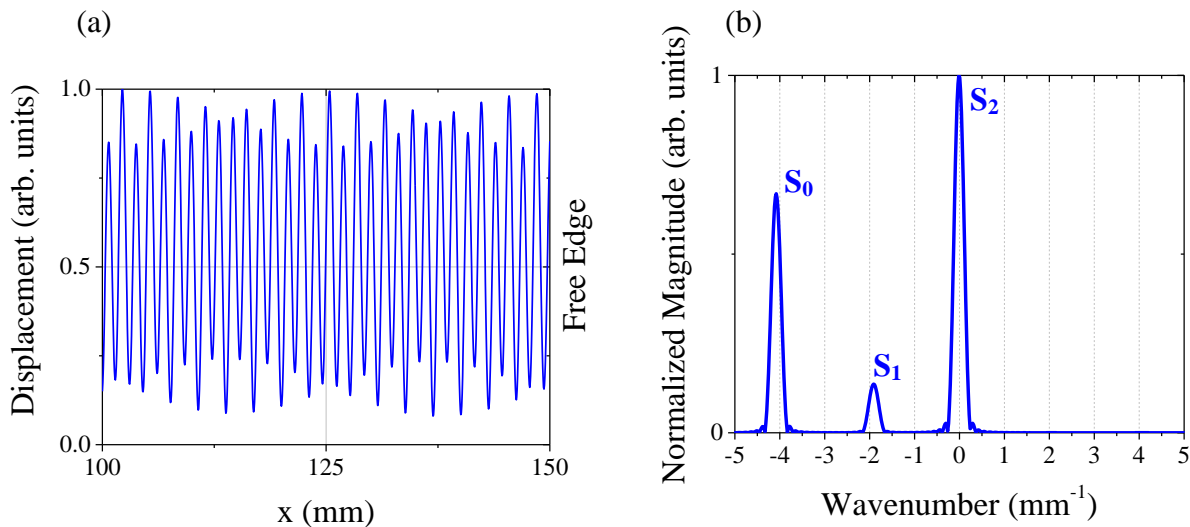 (a)
Displacement (arb. units)
1.0
0.5
0.0
100
125
150
x (mm)
Free Edge
(b)
Normalized Magnitude (arb. units)
1
0
S₀
S₁
S₂
-5 -4 -3 -2 -1 0 1 2 3 4 5
Wavenumber (mm⁻¹)